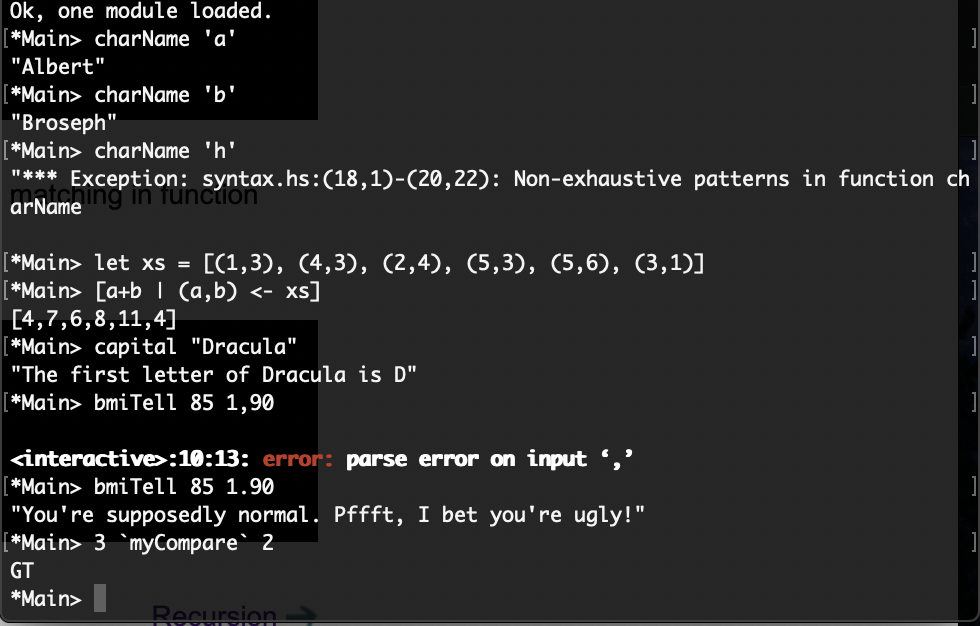 Ok, one module loaded.
[*Main> charName 'a' ]
"Albert"
[*Main> charName 'b' ]
"Broseph"
[*Main> charName 'h' ]
"*** Exception: syntax.hs:(18,1)-(20,22): Non-exhaustive patterns in function ch
matching in function
arName
[*Main> let xs = [(1,3), (4,3), (2,4), (5,3), (5,6), (3,1)] ]
[*Main> [a+b | (a,b) <- xs] ]
[4,7,6,8,11,4]
[*Main> capital "Dracula" ]
"The first letter of Dracula is D"
[*Main> bmiTell 85 1,90 ]
<interactive>:10:13: error: parse error on input ‘,’
[*Main> bmiTell 85 1.90 ]
"You're supposedly normal. Pffft, I bet you're ugly!"
[*Main> 3 `myCompare` 2 ]
GT
*Main>
Recursion →